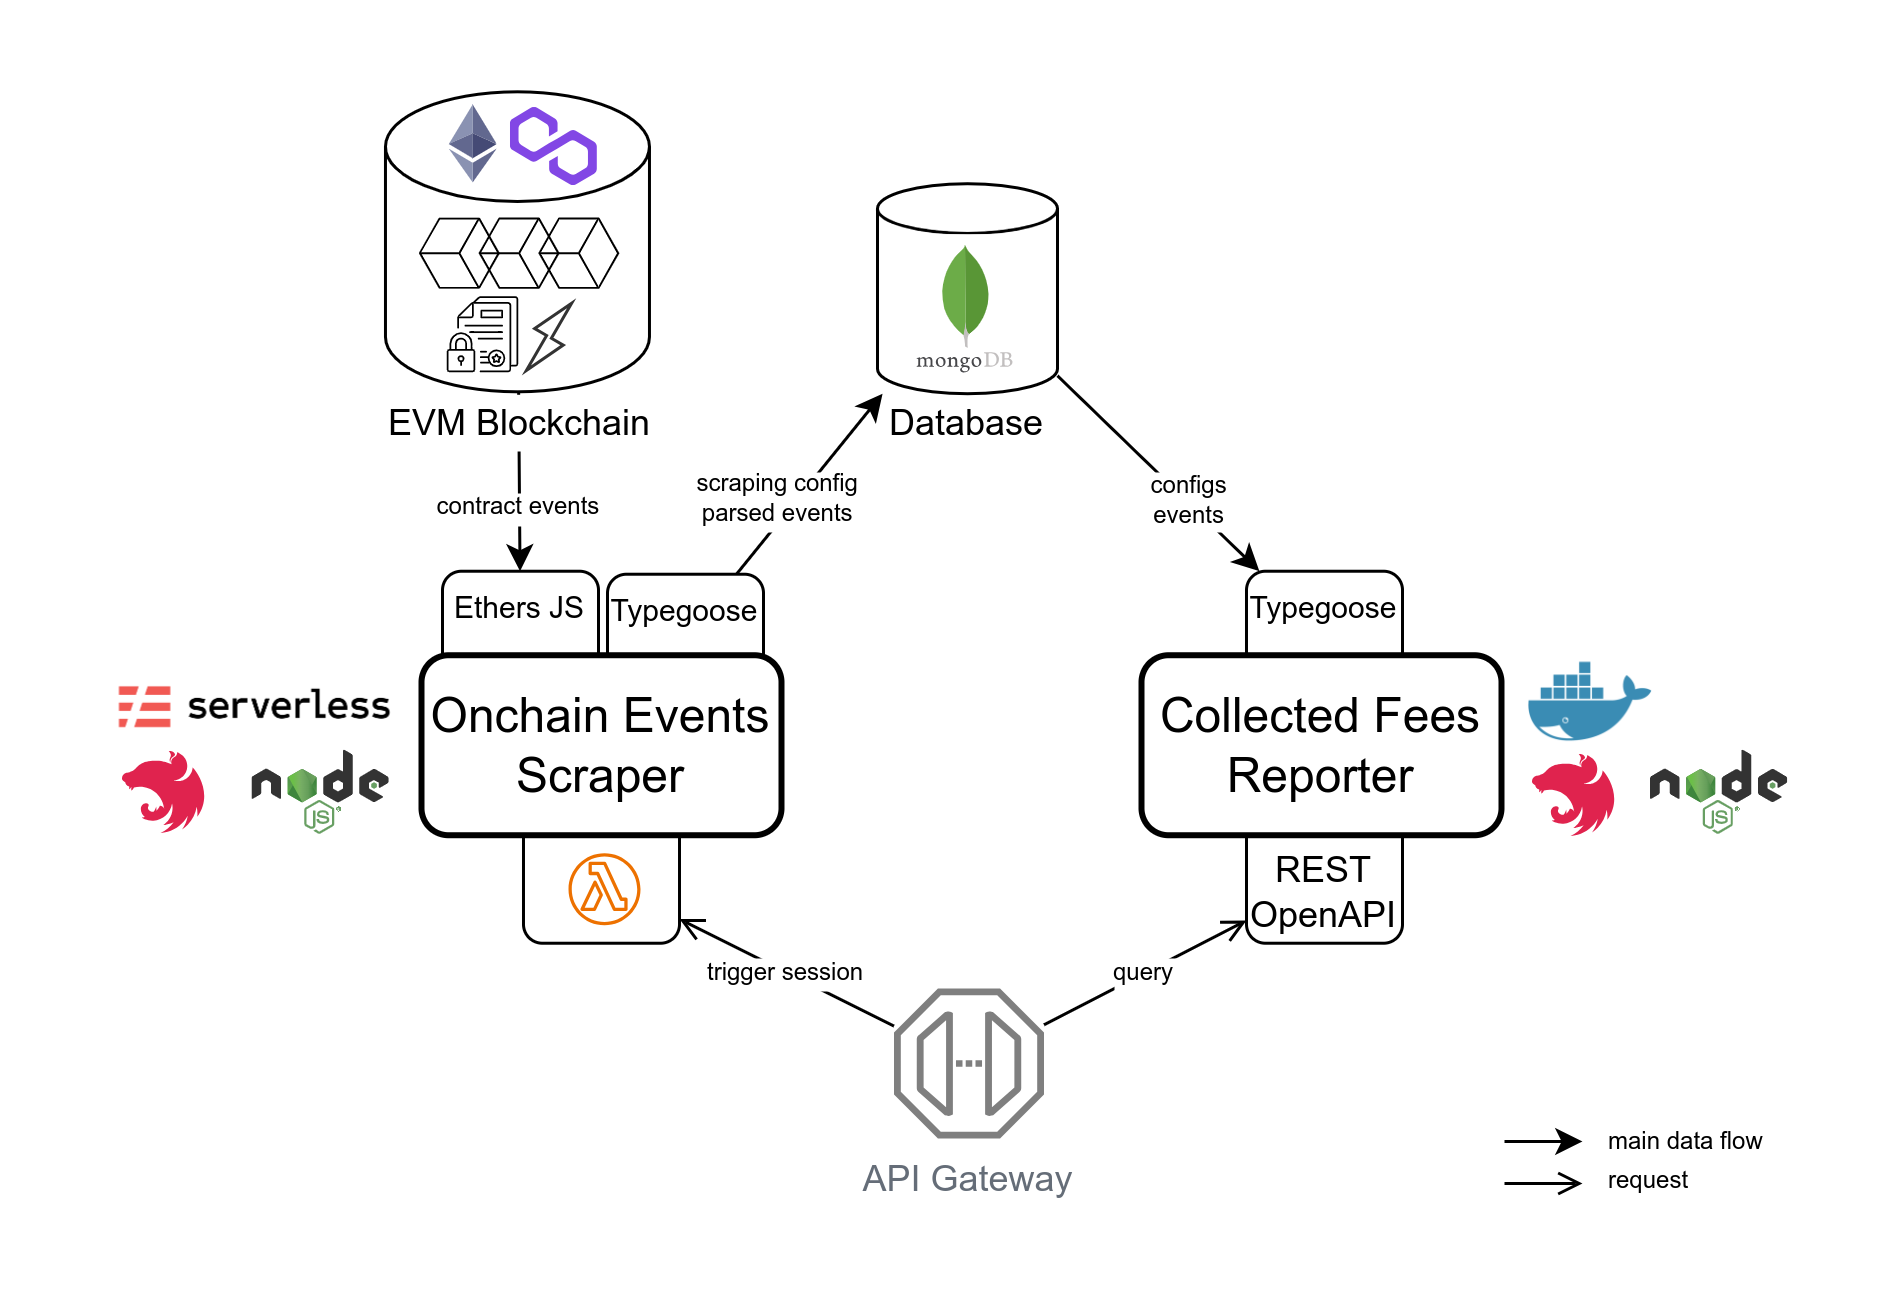 mongoDB
EVM Blockchain
Database
scraping config
parsed events
configs
events
contract events
Ethers JS
Typegoose
Typegoose
serverless
Onchain Events
Scraper
Collected Fees
Reporter
node
JS
node
JS
REST
OpenAPI
trigger session
query
API Gateway
main data flow
request